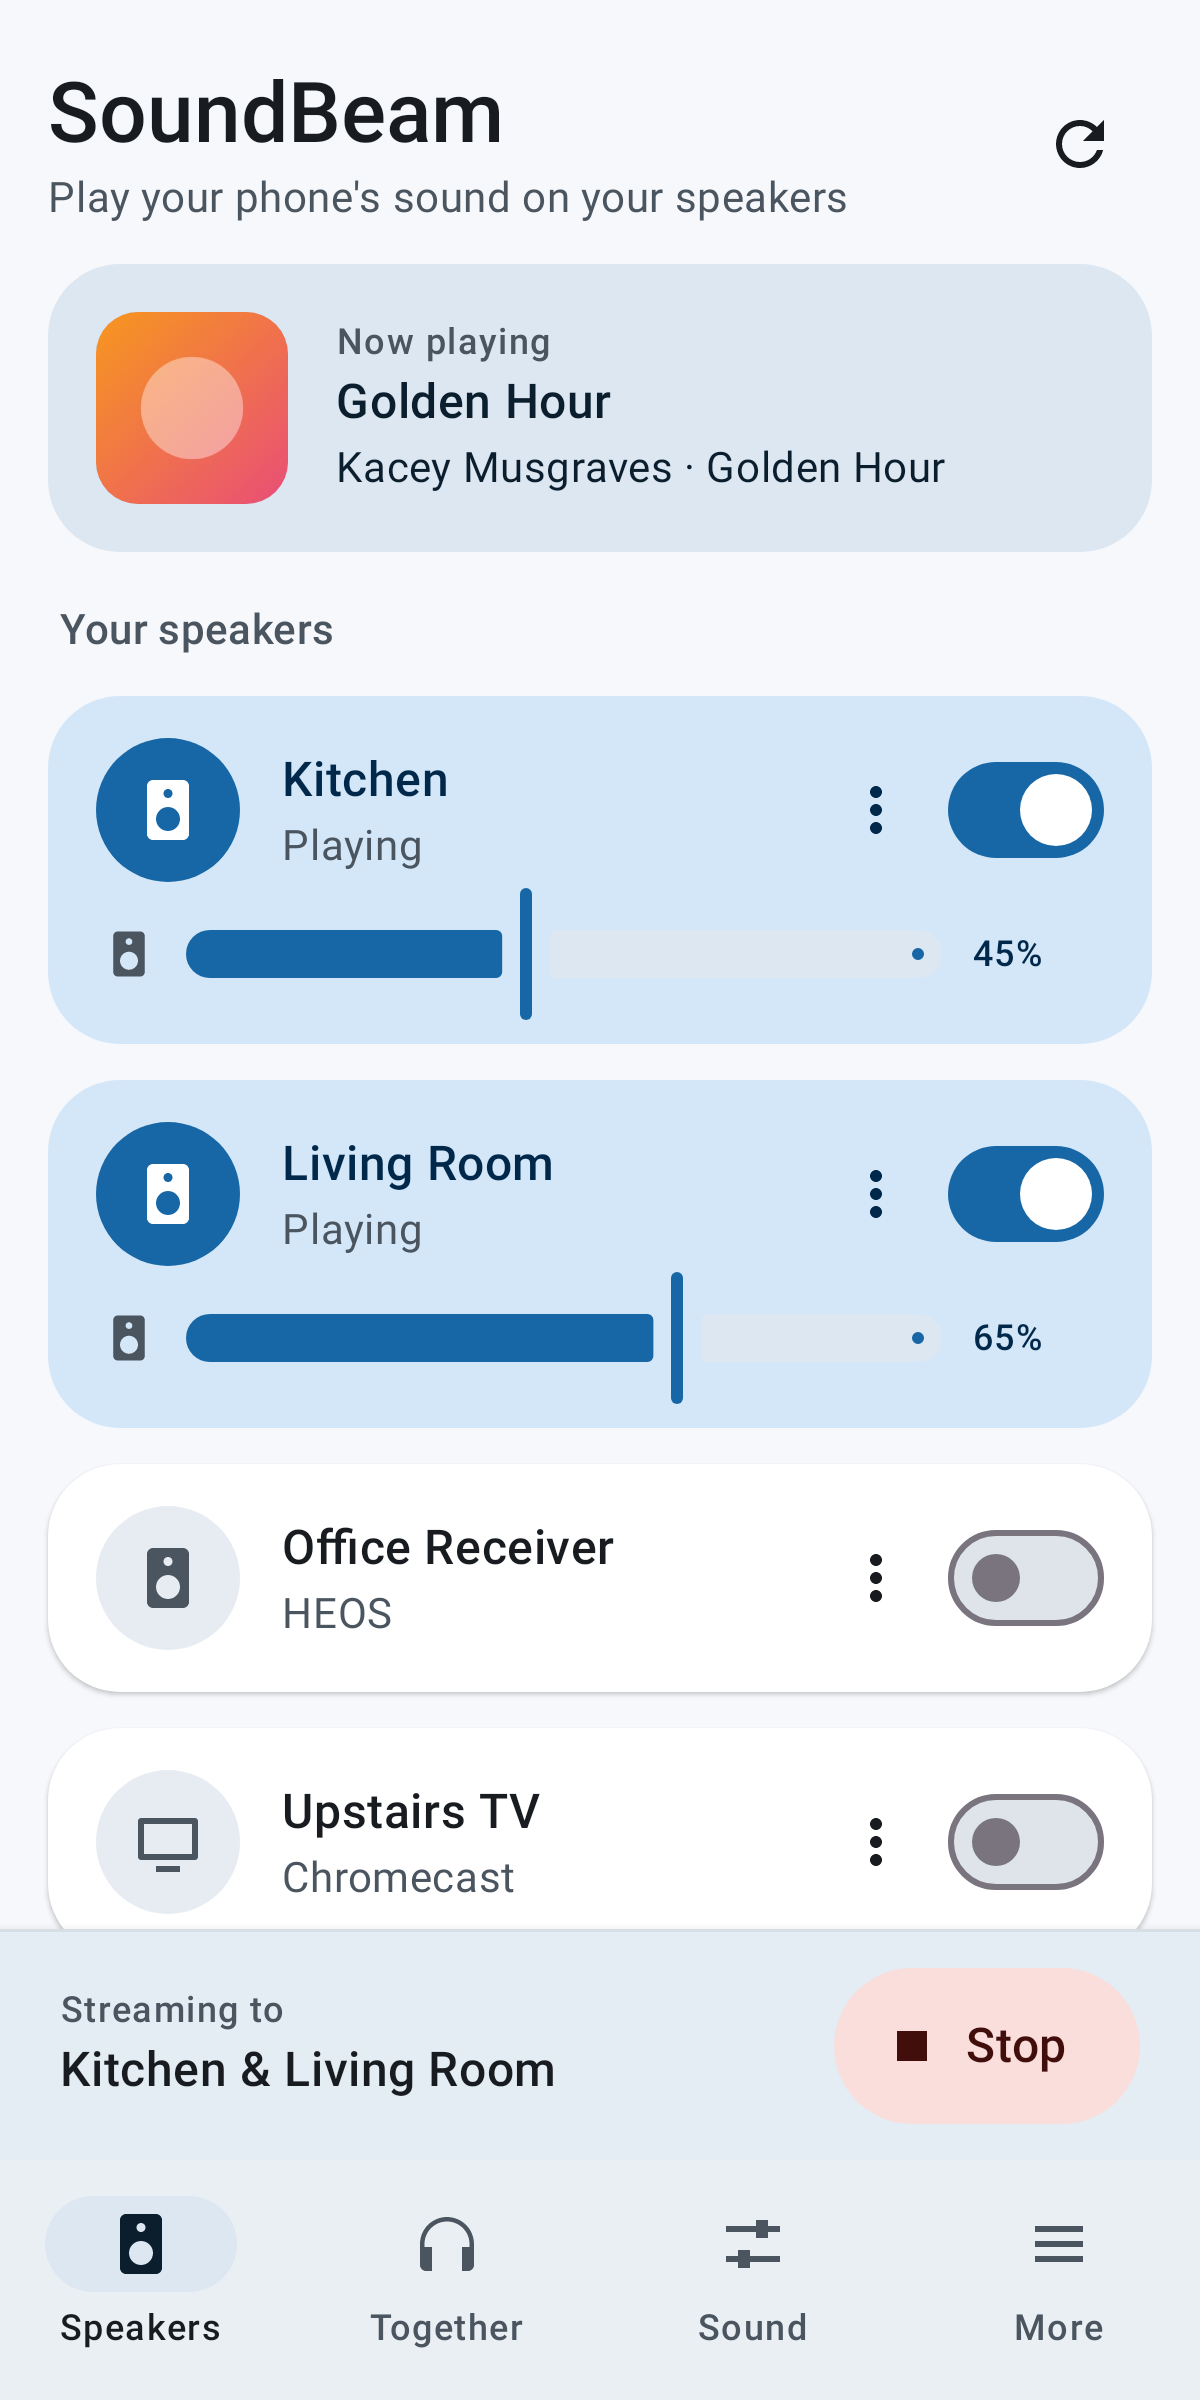 SoundBeam
Play your phone's sound on your speakers
Now playing
Golden Hour
Kacey Musgraves · Golden Hour
Your speakers
Kitchen
Playing
45%
Living Room
Playing
65%
Office Receiver
HEOS
Upstairs TV
Chromecast
Streaming to
Kitchen & Living Room
Stop
Speakers
Together
Sound
More